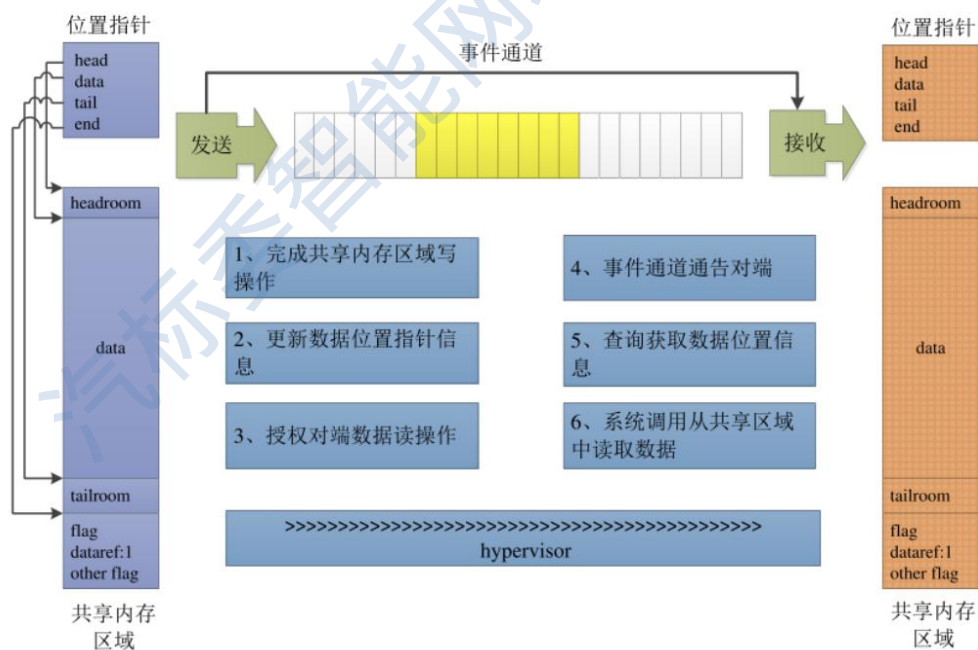 位置指针
head
data
tail
end
headroom
data
tailroom
flag
dataref:1
other flag
共享内存
区域
事件通道
发送
接收
1、完成共享内存区域写
操作
2、更新数据位置指针信
息
3、授权对端数据读操作
4、事件通道通告对端
5、查询获取数据位置信
息
6、系统调用从共享区域
中读取数据
>>>>>>>>>>>>>>>>>>>>>>>>>>>>>>>>>>>>>>>>>>>>>
hypervisor
位置指针
head
data
tail
end
headroom
data
tailroom
flag
dataref:1
other flag
共享内存
区域
汽标委智能网